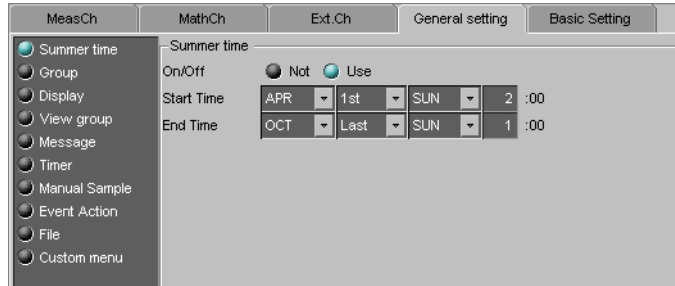 MeasCh MathCh Ext.Ch General setting Basic Setting
Summer time
Group
Display
View group
Message
Timer
Manual Sample
Event Action
File
Custom menu
Summer time
On/Off Not Use
Start Time APR 1st SUN 2 :00
End Time OCT Last SUN 1 :00